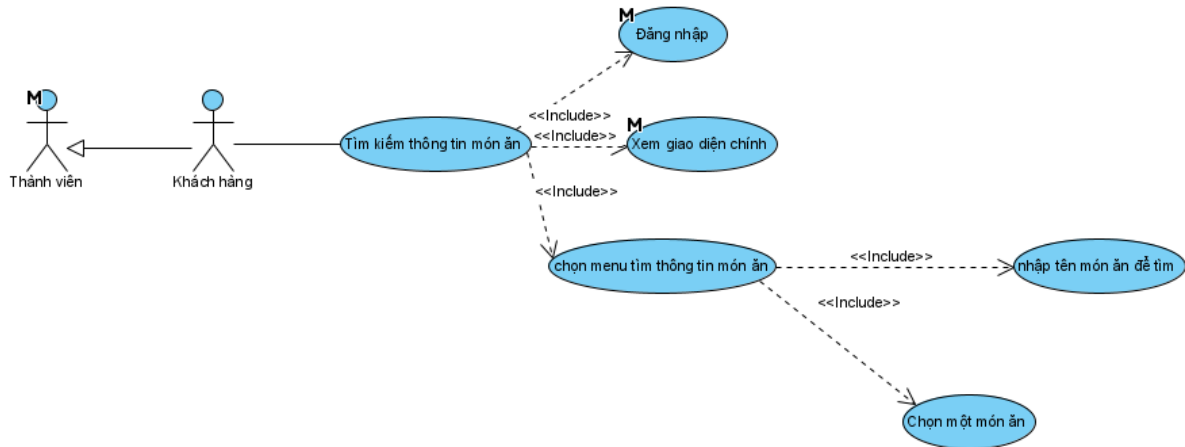 M
Đăng nhập
M
<<Include>>
M
<<Include>>
Tìm kiếm thông tin món ăn
Xem giao diện chính
Thành viên
Khách hàng
<<Include>>
chọn menu tìm thông tin món ăn
<<Include>>
nhập tên món ăn để tìm
<<Include>>
Chọn một món ăn